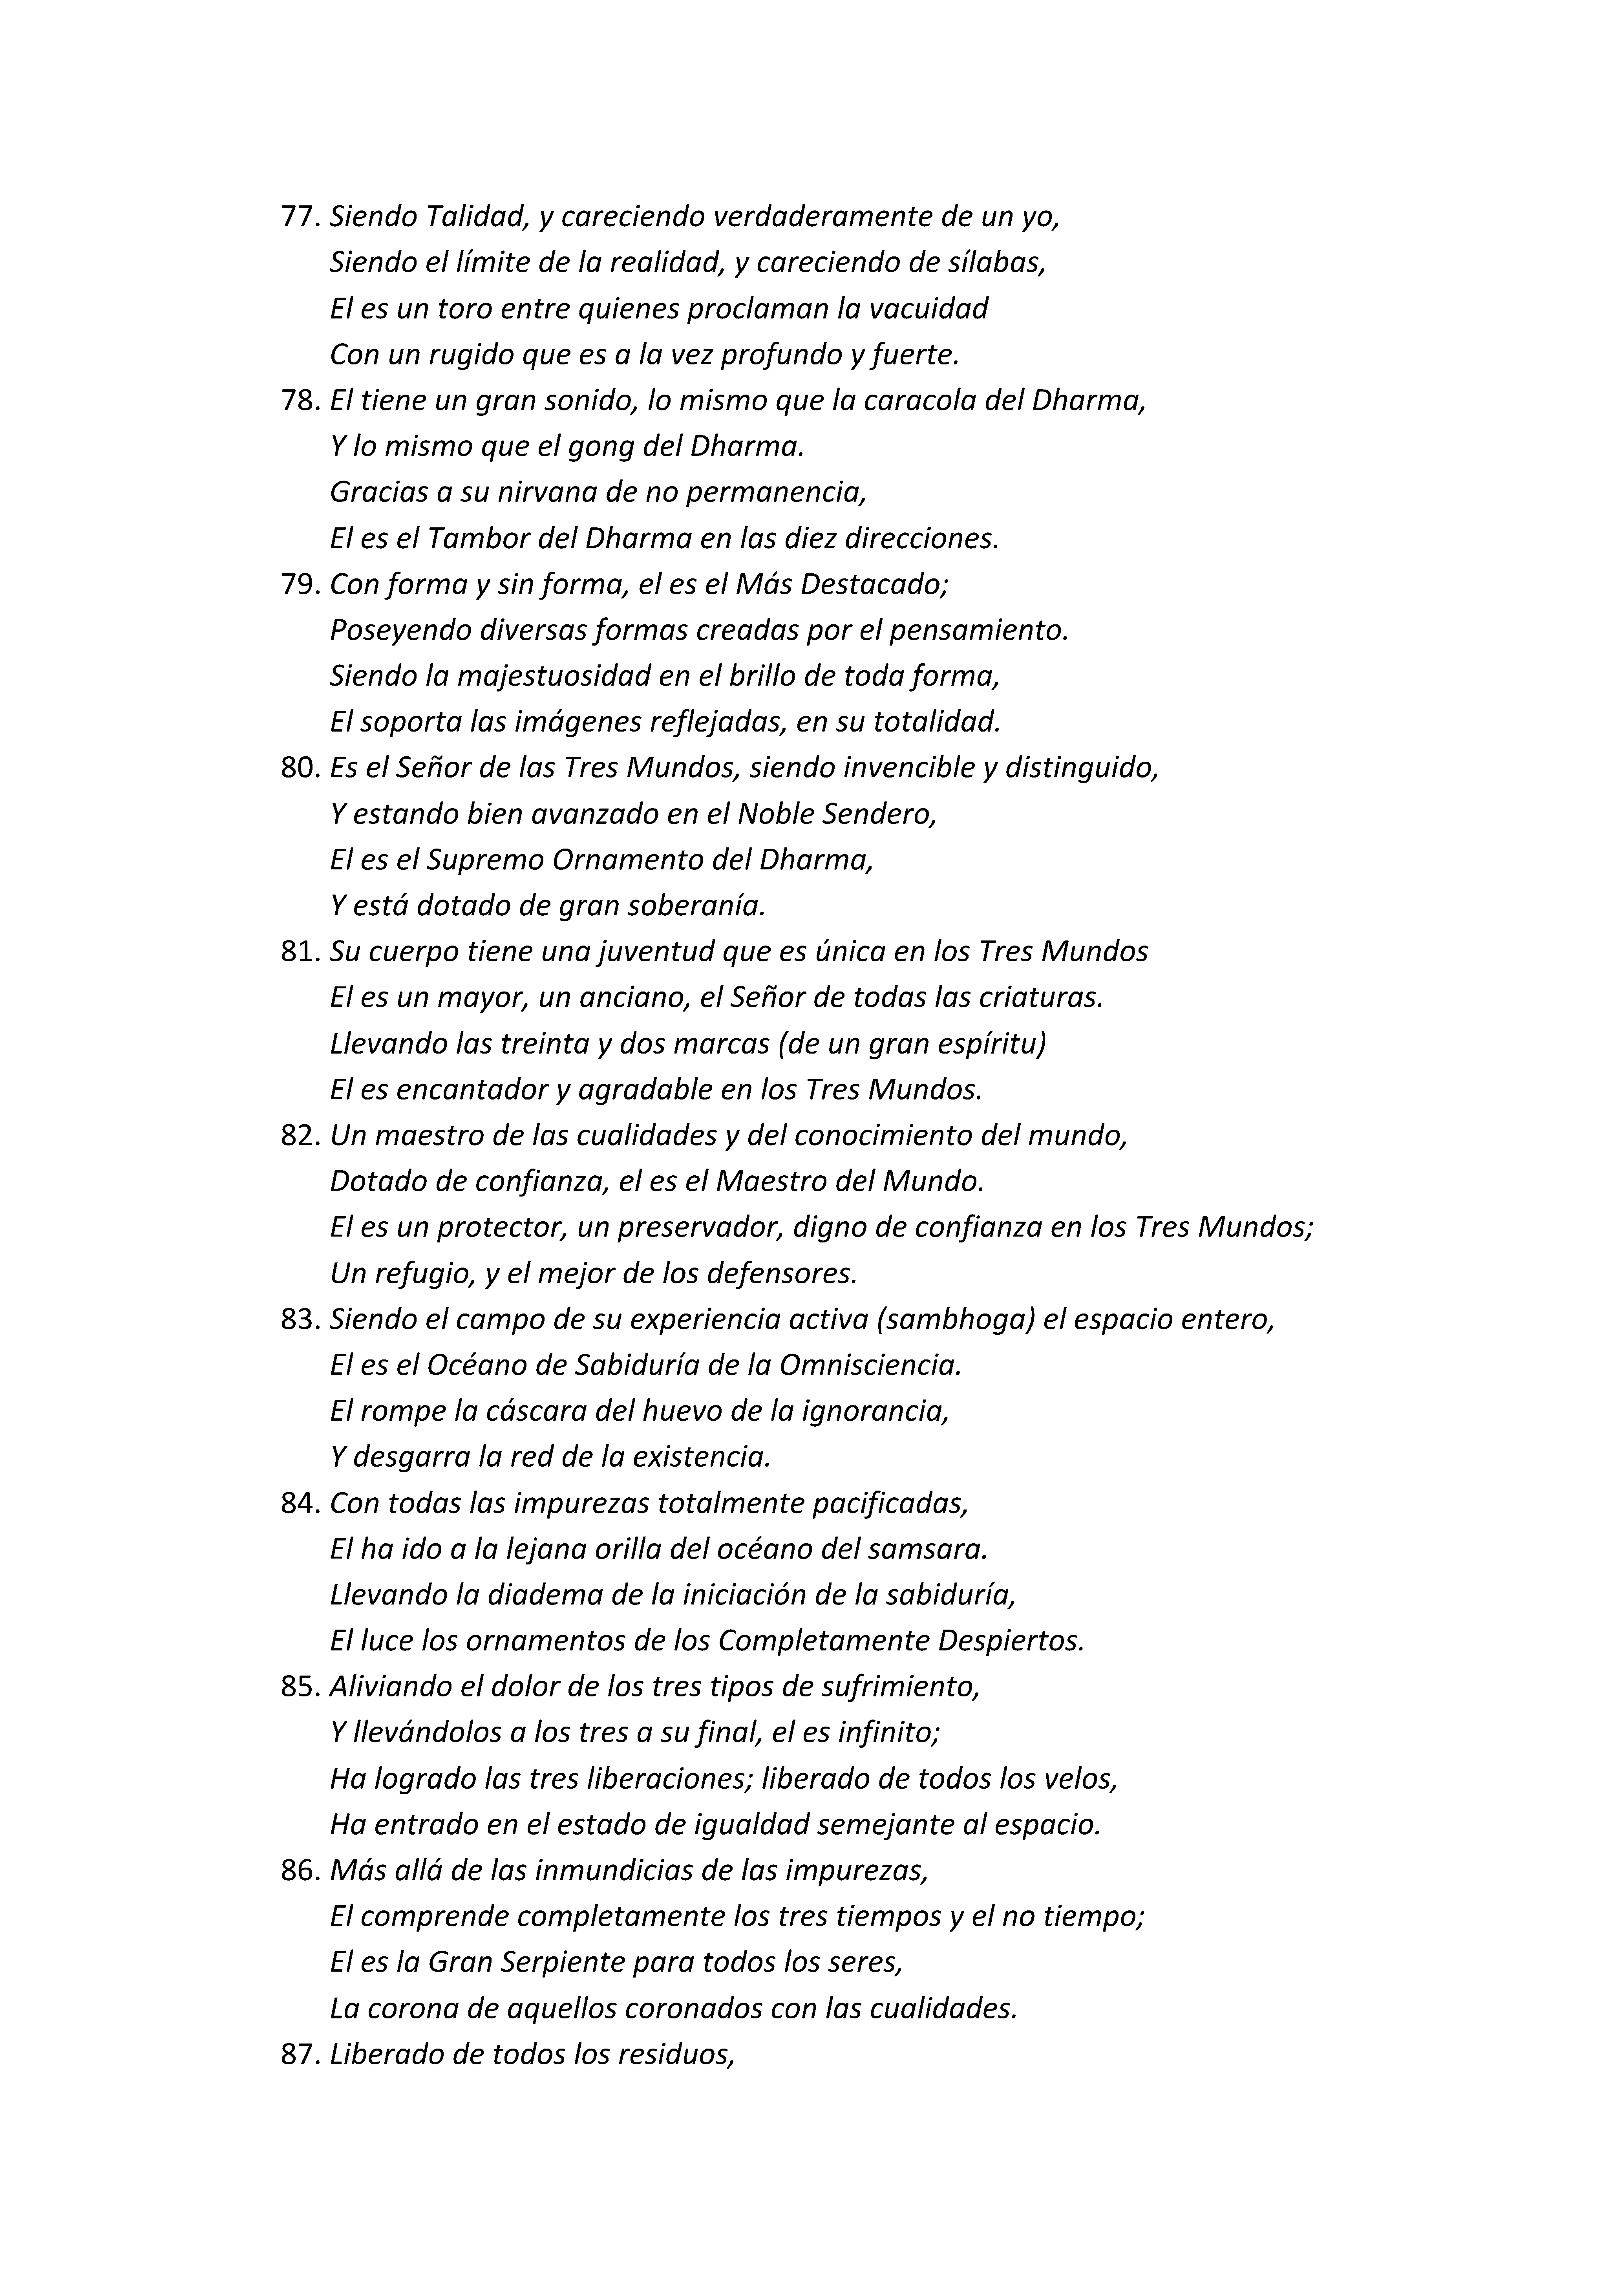 77. Siendo Talidad, y careciendo verdaderamente de un yo,
Siendo el límite de la realidad, y careciendo de sílabas,
El es un toro entre quienes proclaman la vacuidad
Con un rugido que es a la vez profundo y fuerte.
78. El tiene un gran sonido, lo mismo que la caracola del Dharma,
Y lo mismo que el gong del Dharma.
Gracias a su nirvana de no permanencia,
El es el Tambor del Dharma en las diez direcciones.
79. Con forma y sin forma, el es el Más Destacado;
Poseyendo diversas formas creadas por el pensamiento.
Siendo la majestuosidad en el brillo de toda forma,
El soporta las imágenes reflejadas, en su totalidad.
80. Es el Señor de las Tres Mundos, siendo invencible y distinguido,
Y estando bien avanzado en el Noble Sendero,
El es el Supremo Ornamento del Dharma,
Y está dotado de gran soberanía.
81. Su cuerpo tiene una juventud que es única en los Tres Mundos
El es un mayor, un anciano, el Señor de todas las criaturas.
Llevando las treinta y dos marcas (de un gran espíritu)
El es encantador y agradable en los Tres Mundos.
82. Un maestro de las cualidades y del conocimiento del mundo,
Dotado de confianza, el es el Maestro del Mundo.
El es un protector, un preservador, digno de confianza en los Tres Mundos;
Un refugio, y el mejor de los defensores.
83. Siendo el campo de su experiencia activa (sambhoga) el espacio entero,
El es el Océano de Sabiduría de la Omnisciencia.
El rompe la cáscara del huevo de la ignorancia,
Y desgarra la red de la existencia.
84. Con todas las impurezas totalmente pacificadas,
El ha ido a la lejana orilla del océano del samsara.
Llevando la diadema de la iniciación de la sabiduría,
El luce los ornamentos de los Completamente Despiertos.
85. Aliviando el dolor de los tres tipos de sufrimiento,
Y llevándolos a los tres a su final, el es infinito;
Ha logrado las tres liberaciones; liberado de todos los velos,
Ha entrado en el estado de igualdad semejante al espacio.
86. Más allá de las inmundicias de las impurezas,
El comprende completamente los tres tiempos y el no tiempo;
El es la Gran Serpiente para todos los seres,
La corona de aquellos coronados con las cualidades.
87. Liberado de todos los residuos,